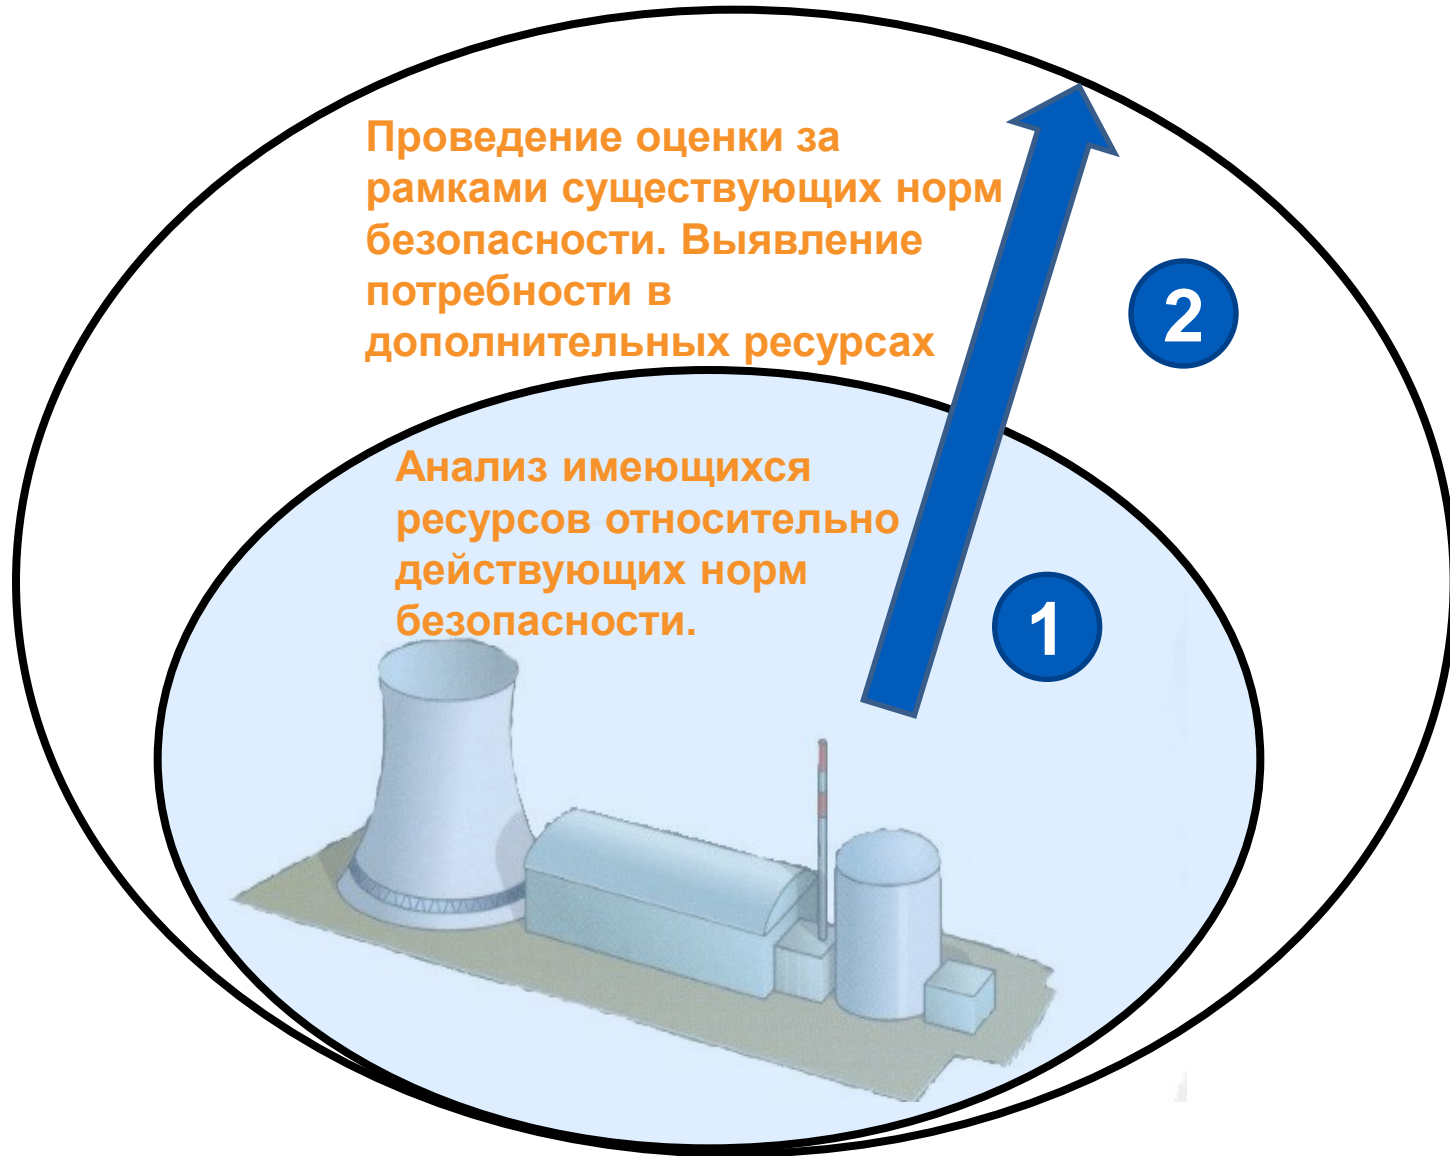 Проведение оценки за
рамками существующих норм
безопасности. Выявление
потребности в
дополнительных ресурсах
2
Анализ имеющихся
ресурсов относительно
действующих норм
безопасности.
1